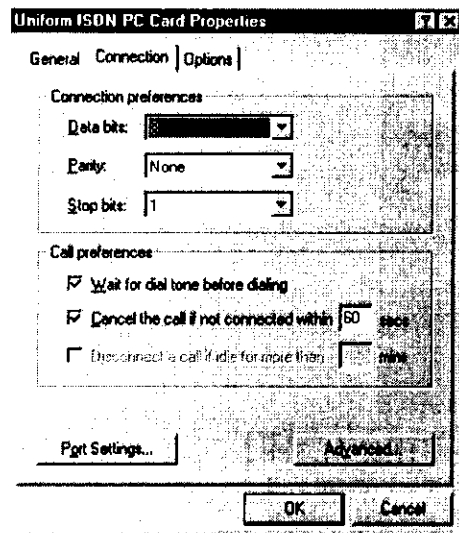 Uniform ISDN PC Card Properties
General Connection Options
Connection preferences
Data bits: 8
Parity: None
Stop bits: 1
Call preferences
Wait for dial tone before dialing
Cancel the call if not connected within 60 secs
Disconnect a call if idle for more than mins
Port Settings... Advanced...
OK Cancel